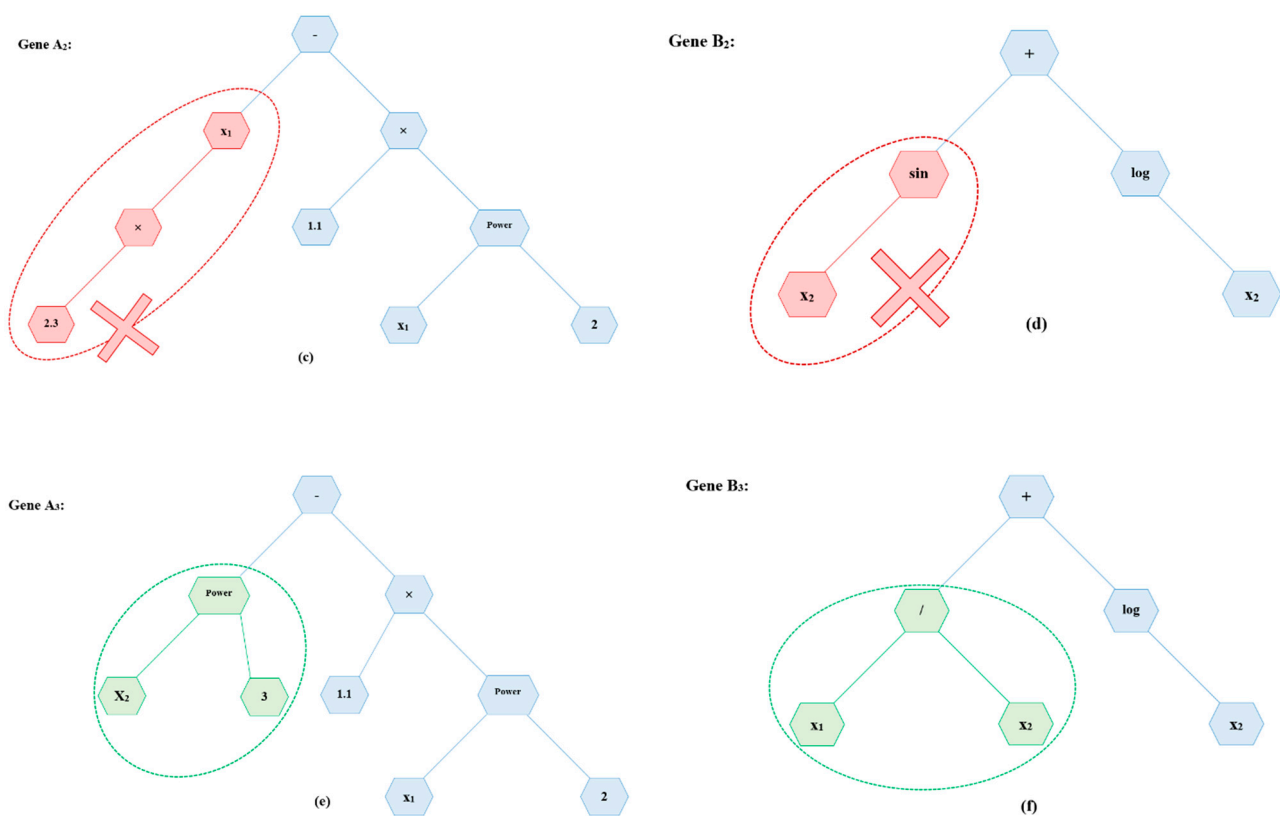 Gene A₂:
-
Gene B₂:
+
x₁
×
sin
log
×
1.1
Power
2.3
x₁
2
x₂
x₂
(c)
(d)
Gene A₃:
-
Gene B₃:
+
Power
×
/
log
X₂
3
1.1
Power
x₁
x₂
x₂
x₁
2
(e)
(f)